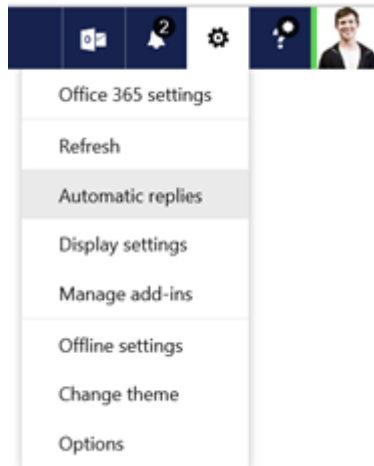 2
Office 365 settings
Refresh
Automatic replies
Display settings
Manage add-ins
Offline settings
Change theme
Options